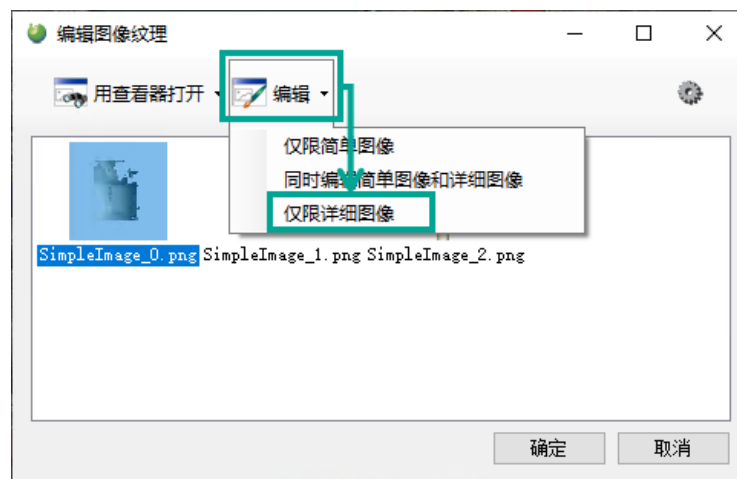 编辑图像纹理
用查看器打开
编辑
仅限简单图像
同时编辑简单图像和详细图像
仅限详细图像
SimpleImage_0.png SimpleImage_1.png SimpleImage_2.png
确定
取消